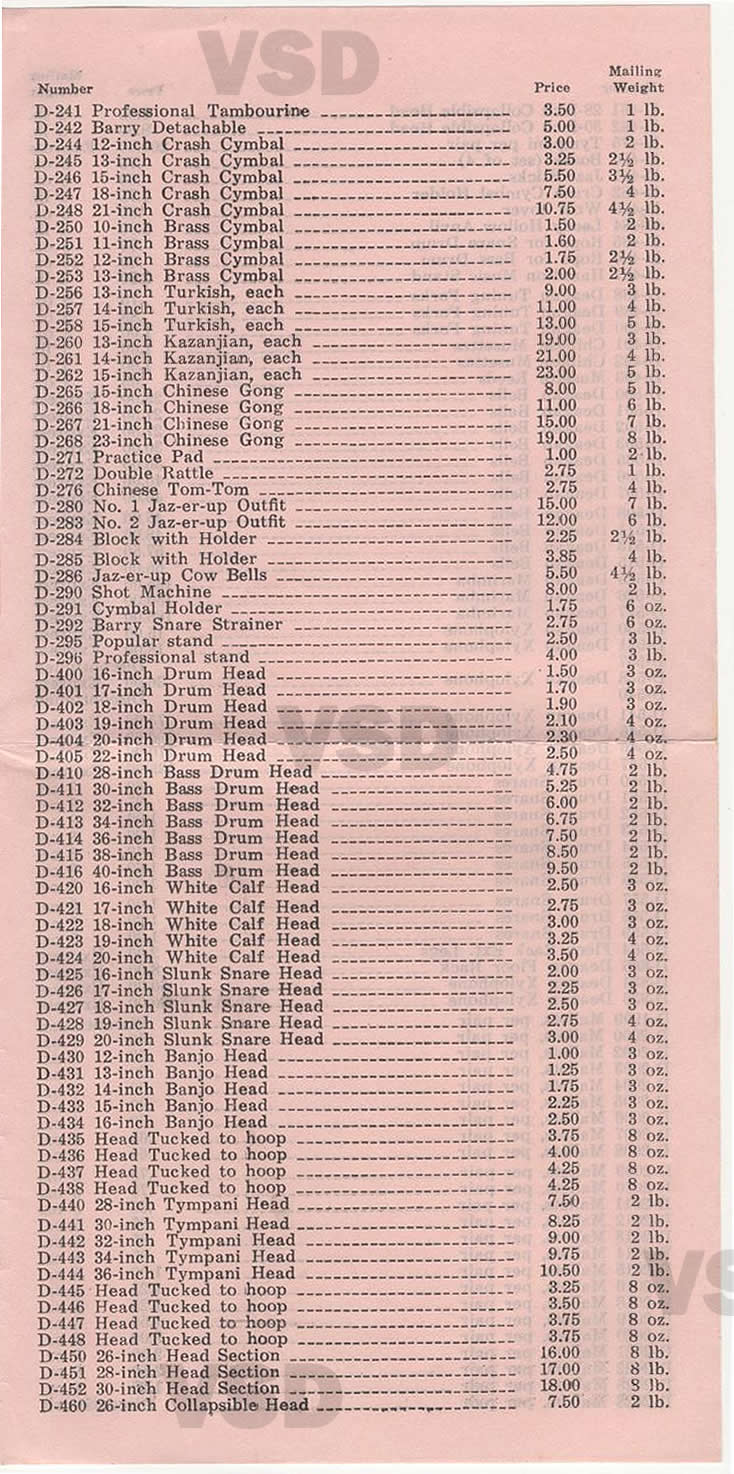 VSD
Mailing
Number Price Weight
D-241 Professional Tambourine 3.50 1 lb.
D-242 Barry Detachable 5.00 1 lb.
D-244 12-inch Crash Cymbal 3.00 2 lb.
D-245 13-inch Crash Cymbal 3.25 2½ lb.
D-246 15-inch Crash Cymbal 5.50 3½ lb.
D-247 18-inch Crash Cymbal 7.50 4 lb.
D-248 21-inch Crash Cymbal 10.75 4½ lb.
D-250 10-inch Brass Cymbal 1.50 2 lb.
D-251 11-inch Brass Cymbal 1.60 2 lb.
D-252 12-inch Brass Cymbal 1.75 2½ lb.
D-253 13-inch Brass Cymbal 2.00 2½ lb.
D-256 13-inch Turkish, each 9.00 3 lb.
D-257 14-inch Turkish, each 11.00 4 lb.
D-258 15-inch Turkish, each 13.00 5 lb.
D-260 13-inch Kazanjian, each 19.00 3 lb.
D-261 14-inch Kazanjian, each 21.00 4 lb.
D-262 15-inch Kazanjian, each 23.00 5 lb.
D-265 15-inch Chinese Gong 8.00 5 lb.
D-266 18-inch Chinese Gong 11.00 6 lb.
D-267 21-inch Chinese Gong 15.00 7 lb.
D-268 23-inch Chinese Gong 19.00 8 lb.
D-271 Practice Pad 1.00 2 lb.
D-272 Double Rattle 2.75 1 lb.
D-276 Chinese Tom-Tom 2.75 4 lb.
D-280 No. 1 Jaz-er-up Outfit 15.00 7 lb.
D-283 No. 2 Jaz-er-up Outfit 12.00 6 lb.
D-284 Block with Holder 2.25 2½ lb.
D-285 Block with Holder 3.85 4 lb.
D-286 Jaz-er-up Cow Bells 5.50 4½ lb.
D-290 Shot Machine 8.00 2 lb.
D-291 Cymbal Holder 1.75 6 oz.
D-292 Barry Snare Strainer 2.75 6 oz.
D-295 Popular stand 2.50 3 lb.
D-296 Professional stand 4.00 3 lb.
D-400 16-inch Drum Head 1.50 3 oz.
D-401 17-inch Drum Head 1.70 3 oz.
D-402 18-inch Drum Head 1.90 3 oz.
D-403 19-inch Drum Head 2.10 4 oz.
D-404 20-inch Drum Head 2.30 4 oz.
D-405 22-inch Drum Head 2.50 4 oz.
VSD
D-410 28-inch Bass Drum Head 4.75 2 lb.
D-411 30-inch Bass Drum Head 5.25 2 lb.
D-412 32-inch Bass Drum Head 6.00 2 lb.
D-413 34-inch Bass Drum Head 6.75 2 lb.
D-414 36-inch Bass Drum Head 7.50 2 lb.
D-415 38-inch Bass Drum Head 8.50 2 lb.
D-416 40-inch Bass Drum Head 9.50 2 lb.
D-420 16-inch White Calf Head 2.50 3 oz.
D-421 17-inch White Calf Head 2.75 3 oz.
D-422 18-inch White Calf Head 3.00 3 oz.
D-423 19-inch White Calf Head 3.25 4 oz.
D-424 20-inch White Calf Head 3.50 4 oz.
D-425 16-inch Slunk Snare Head 2.00 3 oz.
D-426 17-inch Slunk Snare Head 2.25 3 oz.
D-427 18-inch Slunk Snare Head 2.50 3 oz.
D-428 19-inch Slunk Snare Head 2.75 4 oz.
D-429 20-inch Slunk Snare Head 3.00 4 oz.
D-430 12-inch Banjo Head 1.00 3 oz.
D-431 13-inch Banjo Head 1.25 3 oz.
D-432 14-inch Banjo Head 1.75 3 oz.
D-433 15-inch Banjo Head 2.25 3 oz.
D-434 16-inch Banjo Head 2.50 3 oz.
D-435 Head Tucked to hoop 3.75 8 oz.
D-436 Head Tucked to hoop 4.00 8 oz.
D-437 Head Tucked to hoop 4.25 8 oz.
D-438 Head Tucked to hoop 4.25 8 oz.
D-440 28-inch Tympani Head 7.50 2 lb.
D-441 30-inch Tympani Head 8.25 2 lb.
D-442 32-inch Tympani Head 9.00 2 lb.
D-443 34-inch Tympani Head 9.75 2 lb.
D-444 36-inch Tympani Head 10.50 2 lb.
D-445 Head Tucked to hoop 3.25 8 oz.
D-446 Head Tucked to hoop 3.50 8 oz.
D-447 Head Tucked to hoop 3.75 8 oz.
D-448 Head Tucked to hoop 3.75 8 oz.
VSD
D-450 26-inch Head Section 16.00 8 lb.
D-451 28-inch Head Section 17.00 8 lb.
D-452 30-inch Head Section 18.00 8 lb.
D-460 26-inch Collapsible Head 7.50 2 lb.
VSD